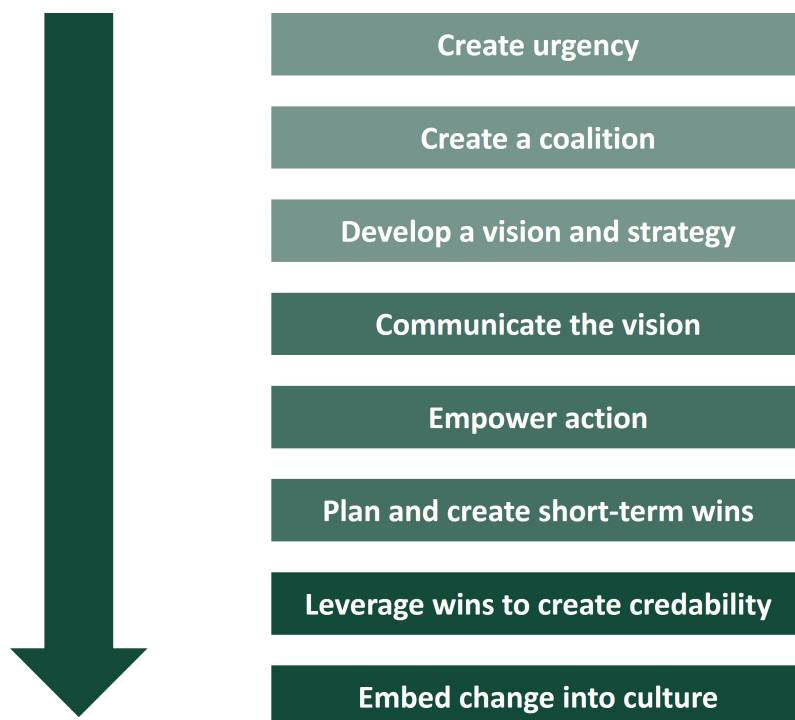 Create urgency
Create a coalition
Develop a vision and strategy
Communicate the vision
Empower action
Plan and create short-term wins
Leverage wins to create credability
Embed change into culture